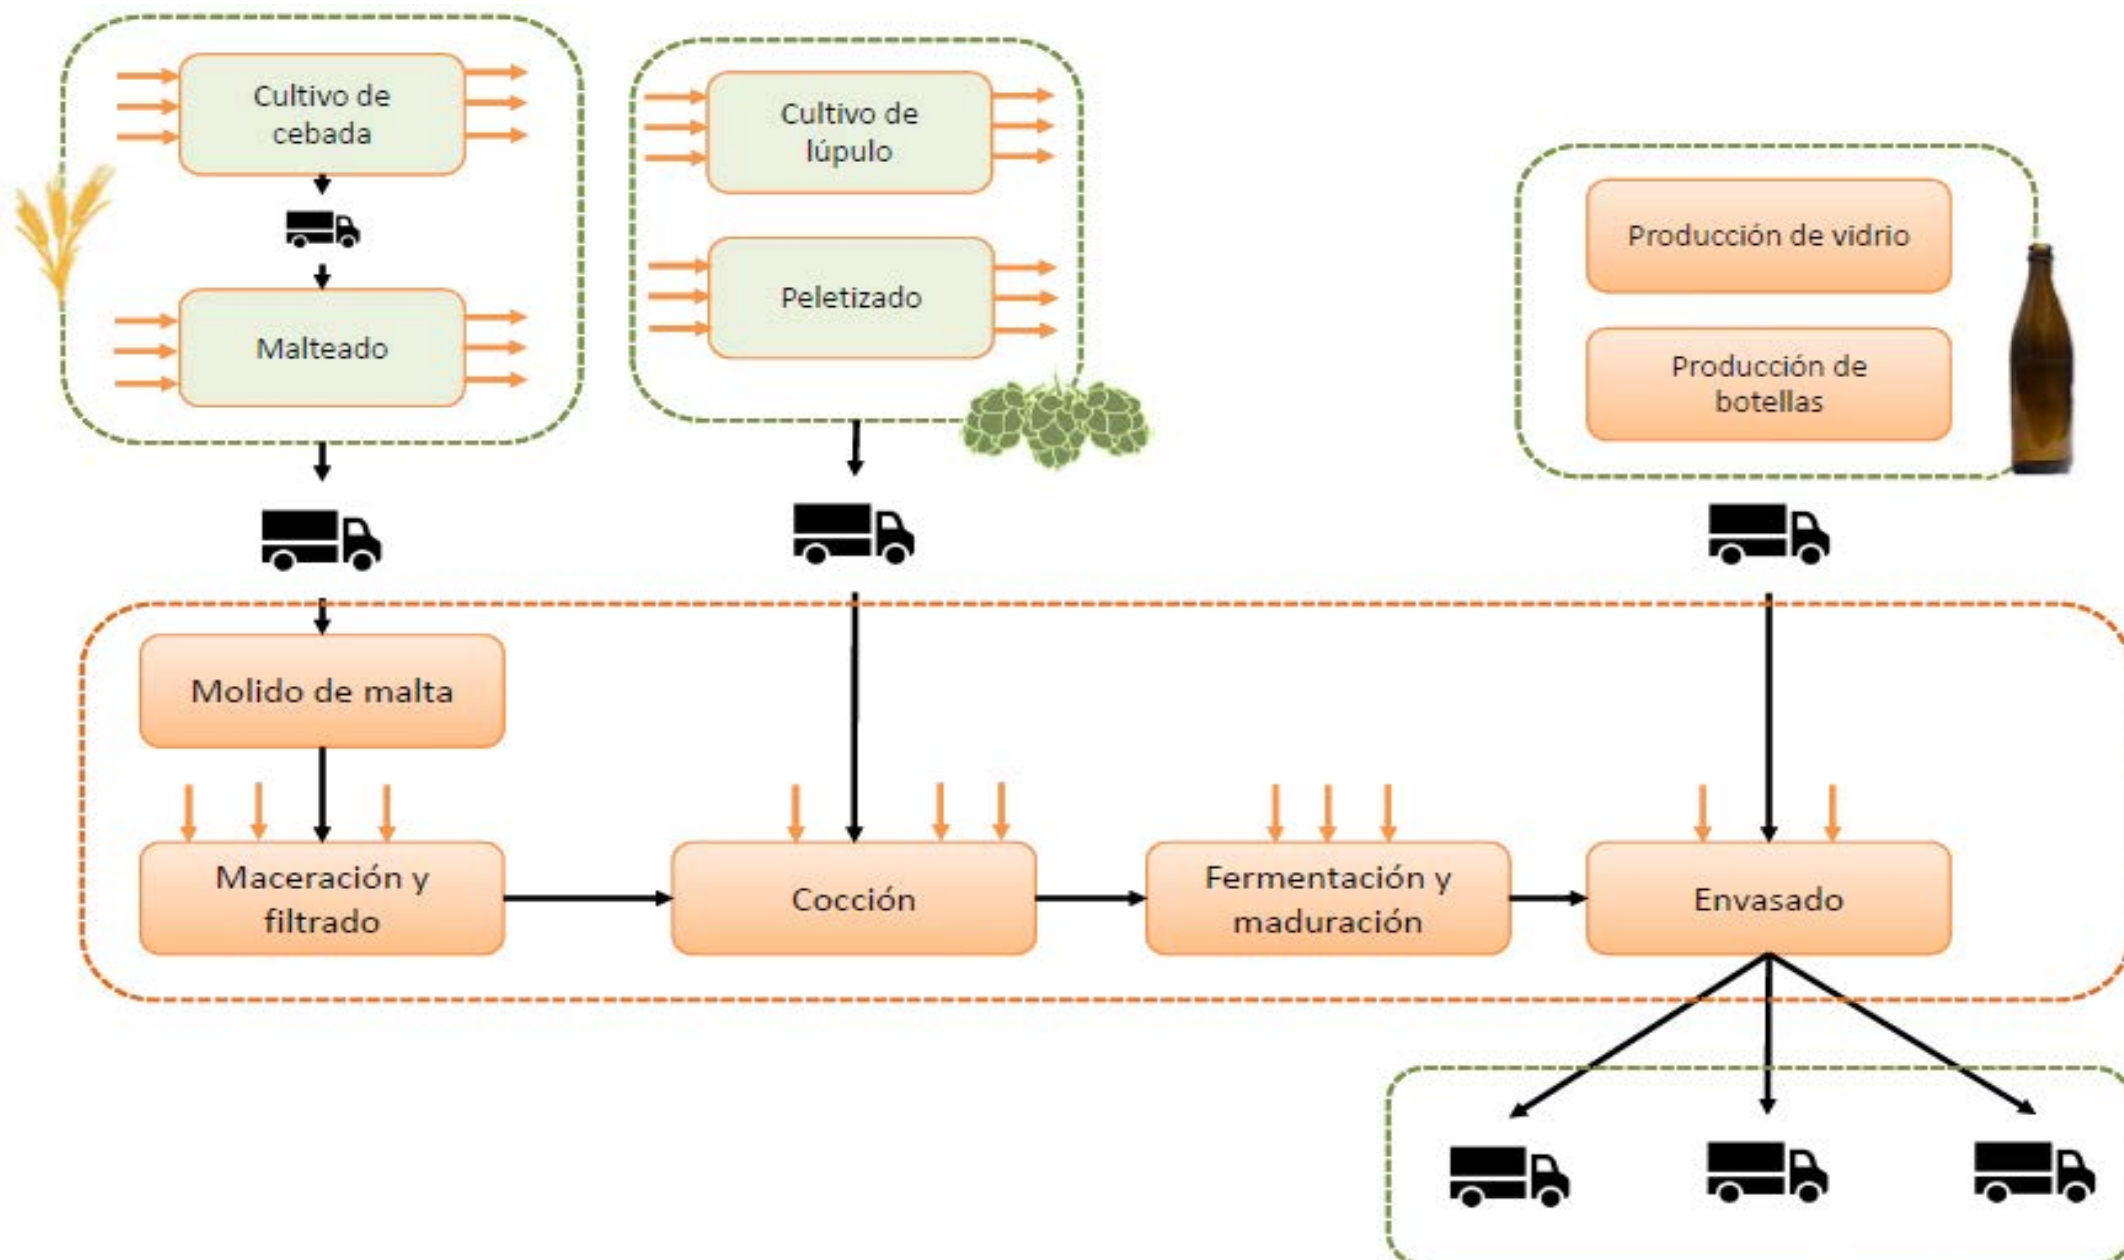 Cultivo de
cebada
Malteado
Cultivo de
lúpulo
Peletizado
Producción de vidrio
Producción de
botellas
Molido de malta
Maceración y
filtrado
Cocción
Fermentación y
maduración
Envasado